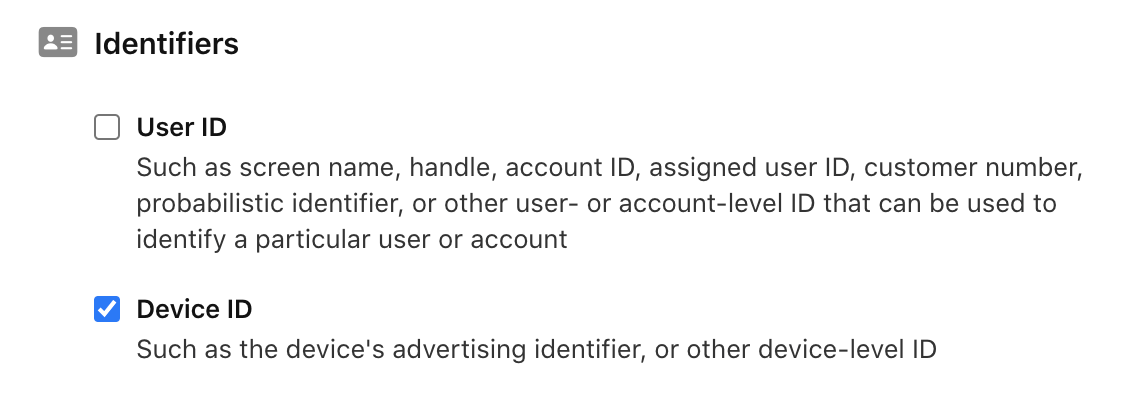 Identifiers
User ID
Such as screen name, handle, account ID, assigned user ID, customer number,
probabilistic identifier, or other user- or account-level ID that can be used to
identify a particular user or account
Device ID
Such as the device's advertising identifier, or other device-level ID